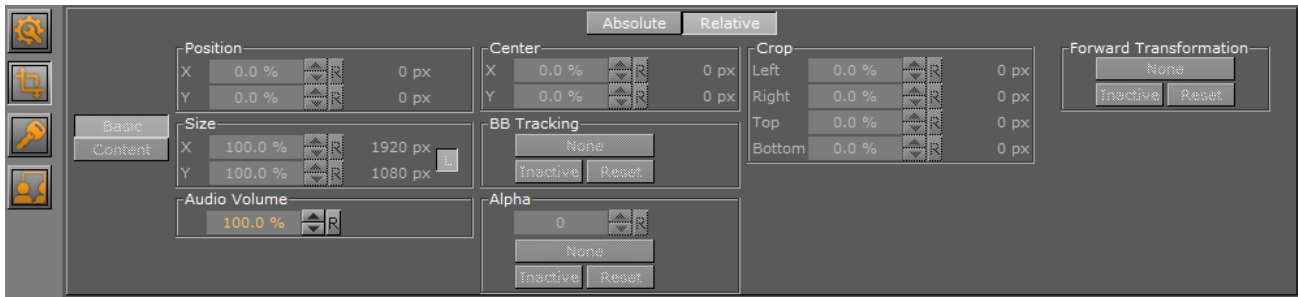 Absolute Relative
Position
X 0.0 % R 0 px
Y 0.0 % R 0 px
Center
X 0.0 % R 0 px
Y 0.0 % R 0 px
Crop
Left 0.0 % R 0 px
Right 0.0 % R 0 px
Top 0.0 % R 0 px
Bottom 0.0 % R 0 px
Forward Transformation
None
Inactive Reset
Basic
Content
Size
X 100.0 % R 1920 px
Y 100.0 % R 1080 px
L
BB Tracking
None
Inactive Reset
Audio Volume
100.0 % R
Alpha
0 R
None
Inactive Reset